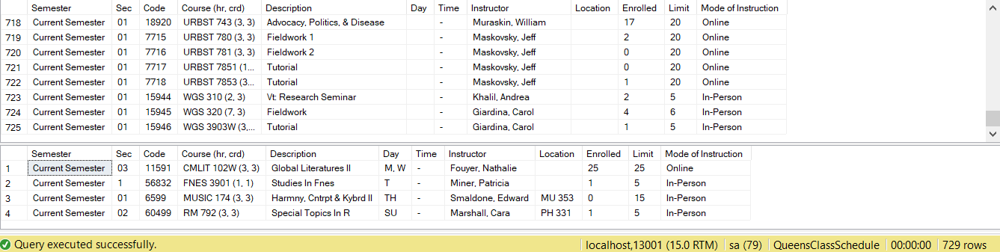 Semester Sec Code Course (hr, crd) Description Day Time Instructor Location Enrolled Limit Mode of Instruction
718 Current Semester 01 18920 URBST 743 (3, 3) Advocacy, Politics, & Disease - Muraskin, William 17 20 Online
719 Current Semester 01 7715 URBST 780 (3, 3) Fieldwork 1 - Maskovsky, Jeff 2 20 Online
720 Current Semester 01 7716 URBST 781 (3, 3) Fieldwork 2 - Maskovsky, Jeff 0 20 Online
721 Current Semester 01 7717 URBST 7851 (1... Tutorial - Maskovsky, Jeff 0 20 Online
722 Current Semester 01 7718 URBST 7853 (3... Tutorial - Maskovsky, Jeff 1 20 Online
723 Current Semester 01 15944 WGS 310 (2, 3) Vt: Research Seminar - Khalil, Andrea 2 5 In-Person
724 Current Semester 01 15945 WGS 320 (7, 3) Fieldwork - Giardina, Carol 4 6 In-Person
725 Current Semester 01 15946 WGS 3903W (3,... Tutorial - Giardina, Carol 1 5 In-Person
Semester Sec Code Course (hr, crd) Description Day Time Instructor Location Enrolled Limit Mode of Instruction
1 Current Semester 03 11591 CMLIT 102W (3, 3) Global Literatures II M, W - Fouyer, Nathalie 25 25 Online
2 Current Semester 1 56832 FNES 3901 (1, 1) Studies In Fnes T - Miner, Patricia 1 5 In-Person
3 Current Semester 01 6599 MUSIC 174 (3, 3) Harmny, Cntrpt & Kybrd II TH - Smaldone, Edward MU 353 0 15 In-Person
4 Current Semester 02 60499 RM 792 (3, 3) Special Topics In R SU - Marshall, Cara PH 331 1 5 In-Person
Query executed successfully. localhost,13001 (15.0 RTM) sa (79) QueensClassSchedule 00:00:00 729 rows